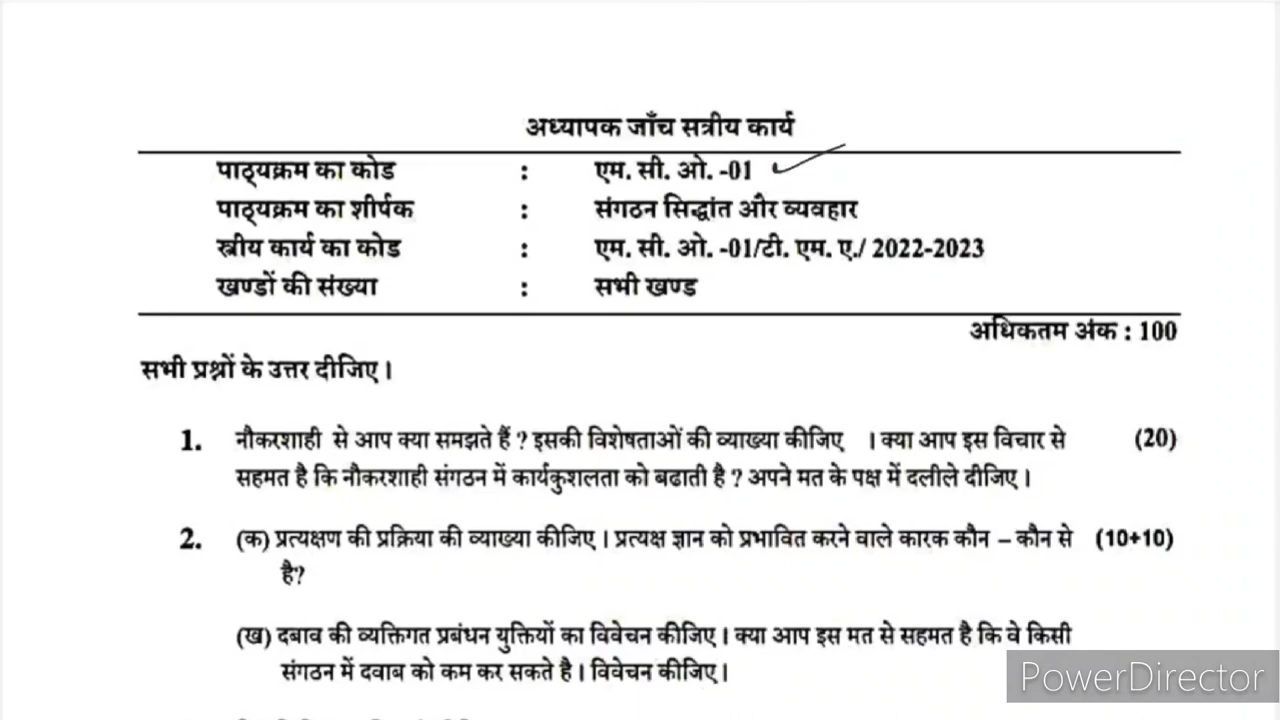 अध्यापक जाँच सत्रीय कार्य
पाठ्यक्रम का कोड : एम. सी. ओ. -01
पाठ्यक्रम का शीर्षक : संगठन सिद्धांत और व्यवहार
स्रीय कार्य का कोड : एम. सी. ओ. -01/टी. एम. ए./ 2022-2023
खण्डों की संख्या : सभी खण्ड
अधिकतम अंक : 100
सभी प्रश्नों के उत्तर दीजिए।
1. नौकरशाही से आप क्या समझते हैं ? इसकी विशेषताओं की व्याख्या कीजिए । क्या आप इस विचार से (20)
सहमत है कि नौकरशाही संगठन में कार्यकुशलता को बढाती है ? अपने मत के पक्ष में दलीले दीजिए।
2. (क) प्रत्यक्षण की प्रक्रिया की व्याख्या कीजिए। प्रत्यक्ष ज्ञान को प्रभावित करने वाले कारक कौन – कौन से (10+10)
है?
(ख) दबाव की व्यक्तिगत प्रबंधन युक्तियों का विवेचन कीजिए। क्या आप इस मत से सहमत है कि वे किसी
संगठन में दवाब को कम कर सकते है। विवेचन कीजिए।
PowerDirector